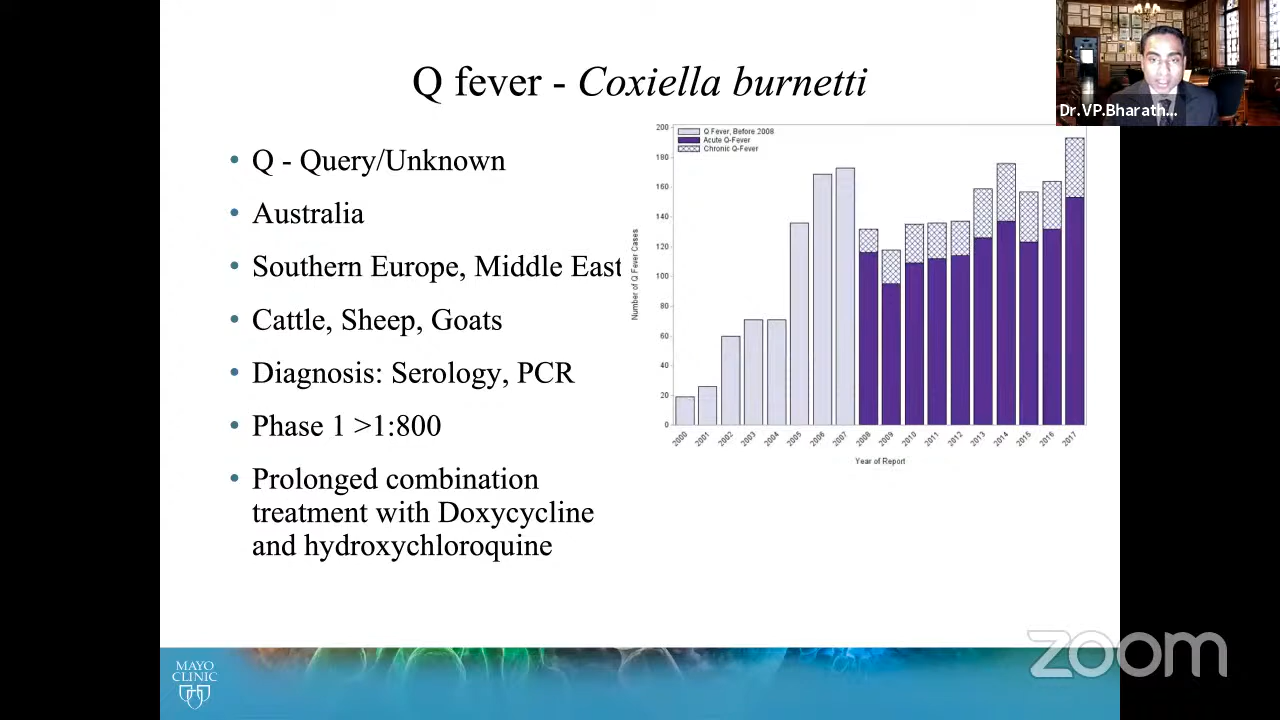 Q fever - Coxiella burnetti
Dr.VP.Bharath...
• Q - Query/Unknown
• Australia
• Southern Europe, Middle East
• Cattle, Sheep, Goats
• Diagnosis: Serology, PCR
• Phase 1 >1:800
• Prolonged combination
treatment with Doxycycline
and hydroxychloroquine
Q Fever, Before 2008
Acute Q-Fever
Chronic Q-Fever
Number of Q Fever Cases
200
180
160
140
120
100
80
60
40
20
0
2000 2001 2002 2003 2004 2005 2006 2007 2008 2009 2010 2011 2012 2013 2014 2015 2016 2017
Year of Report
MAYO
CLINIC
zoom